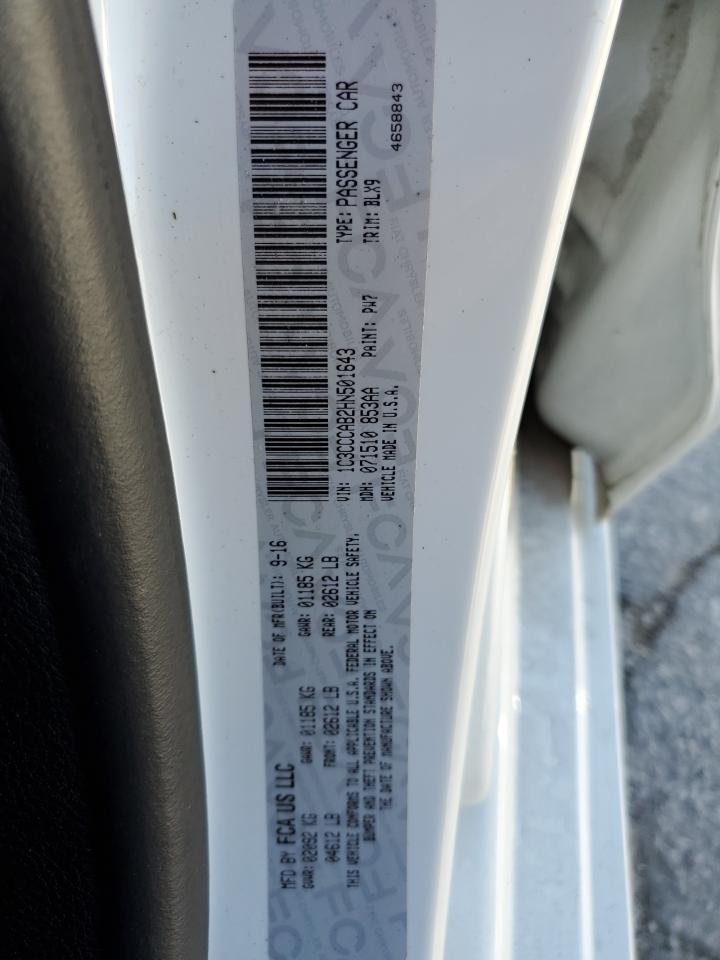 MFD BY FCA US LLC
DATE OF MFR(BUILT): 9-16
GVWR: 02092 KG
GAWR: 01185 KG
GAWR: 01185 KG
04612 LB
FRONT: 02612 LB
REAR: 02612 LB
THIS VEHICLE CONFORMS TO ALL APPLICABLE U.S.A. FEDERAL MOTOR VEHICLE SAFETY,
BUMPER AND THEFT PREVENTION STANDARDS IN EFFECT ON
THE DATE OF MANUFACTURE SHOWN ABOVE.
VIN: 1C3CCCAB2HN501643
TYPE: PASSENGER CAR
MDH: 071510 853AA
PAINT: PW7
TRIM: BLX9
VEHICLE MADE IN U.S.A.
4658843